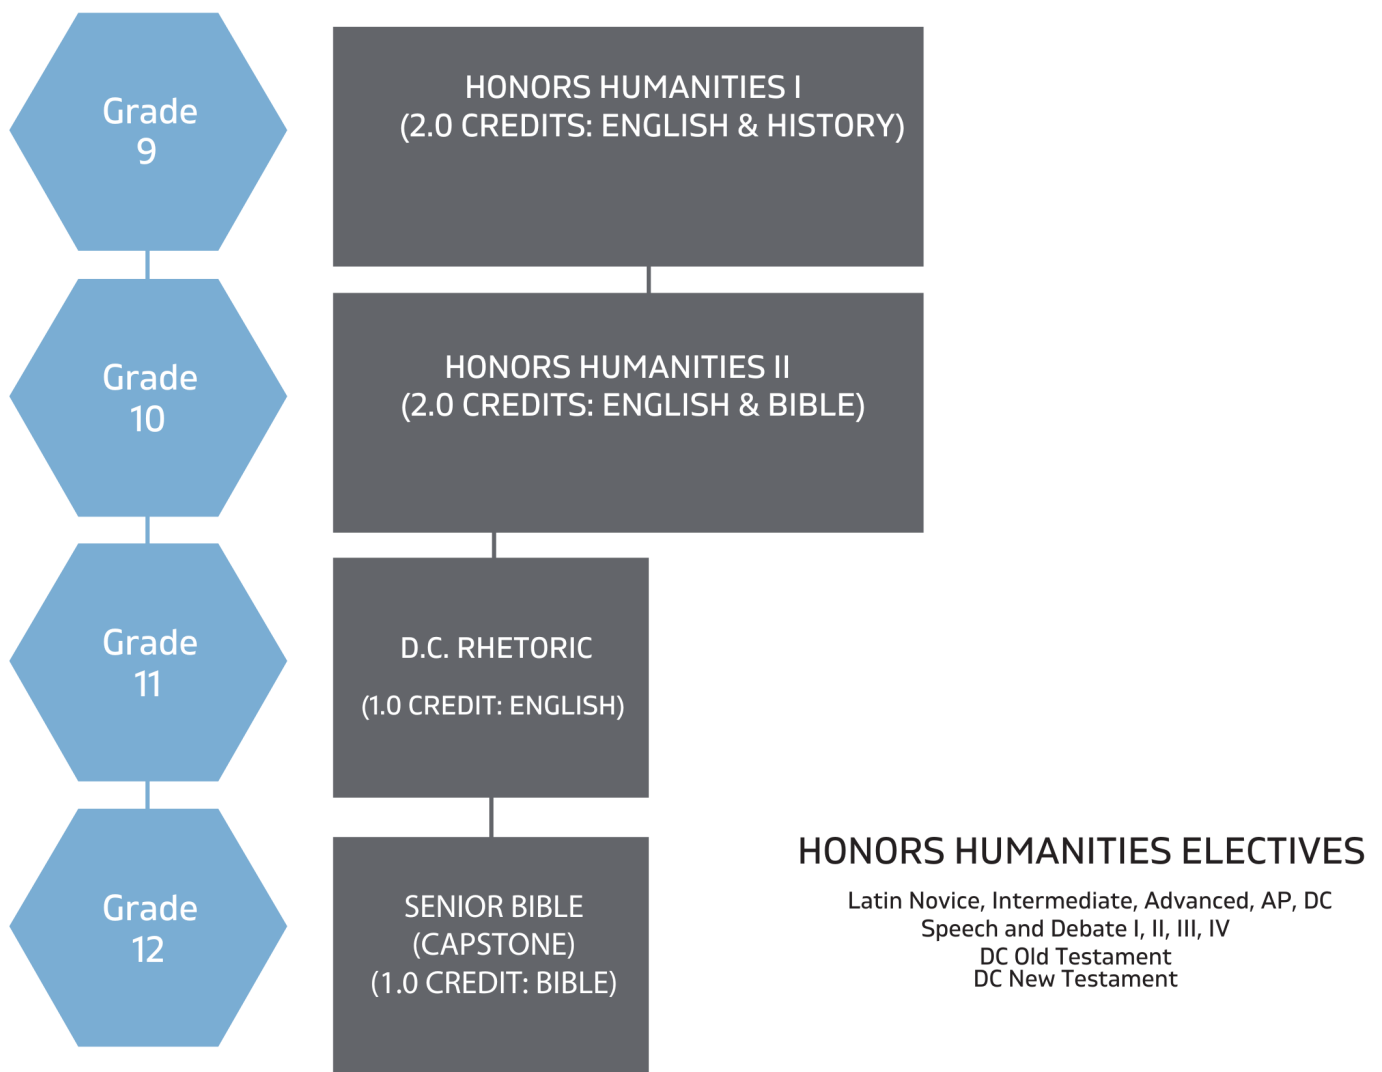 Grade
9
HONORS HUMANITIES I
(2.0 CREDITS: ENGLISH & HISTORY)
Grade
10
HONORS HUMANITIES II
(2.0 CREDITS: ENGLISH & BIBLE)
Grade
11
D.C. RHETORIC
(1.0 CREDIT: ENGLISH)
Grade
12
SENIOR BIBLE
(CAPSTONE)
(1.0 CREDIT: BIBLE)
HONORS HUMANITIES ELECTIVES
Latin Novice, Intermediate, Advanced, AP, DC
Speech and Debate I, II, III, IV
DC Old Testament
DC New Testament